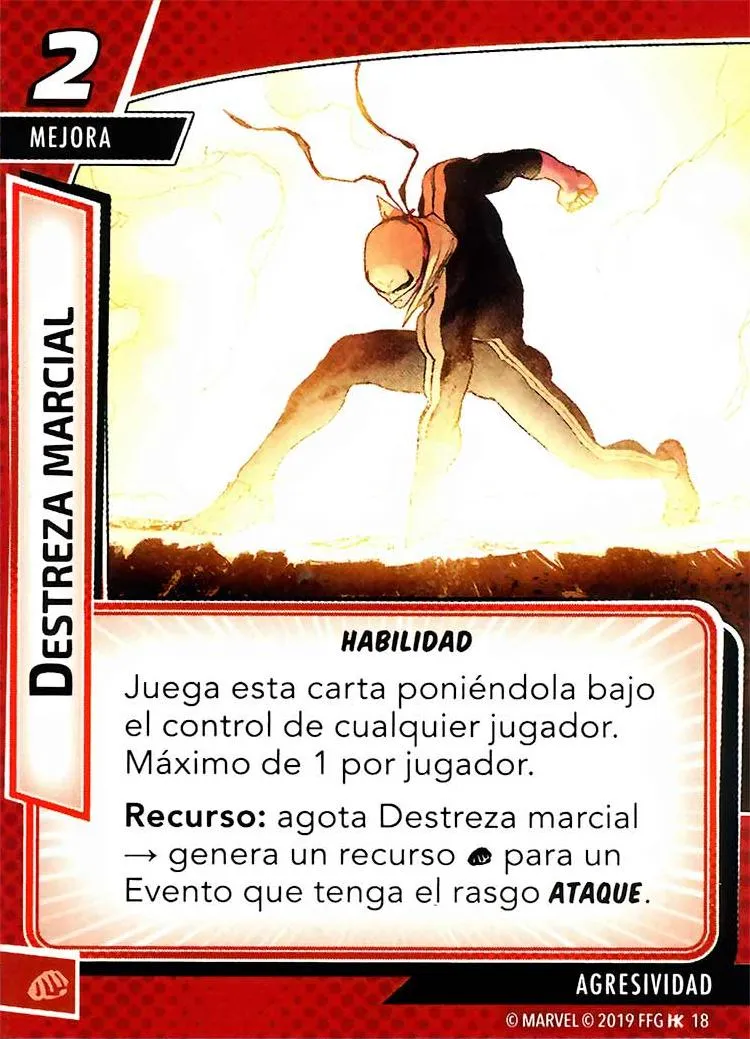 2
MEJORA
DESTREZA MARCIAL
HABILIDAD
Juega esta carta poniéndola bajo
el control de cualquier jugador.
Máximo de 1 por jugador.
Recurso: agota Destreza marcial
→ genera un recurso para un
Evento que tenga el rasgo ATAQUE.
AGRESIVIDAD
© MARVEL © 2019 FFG HK 18